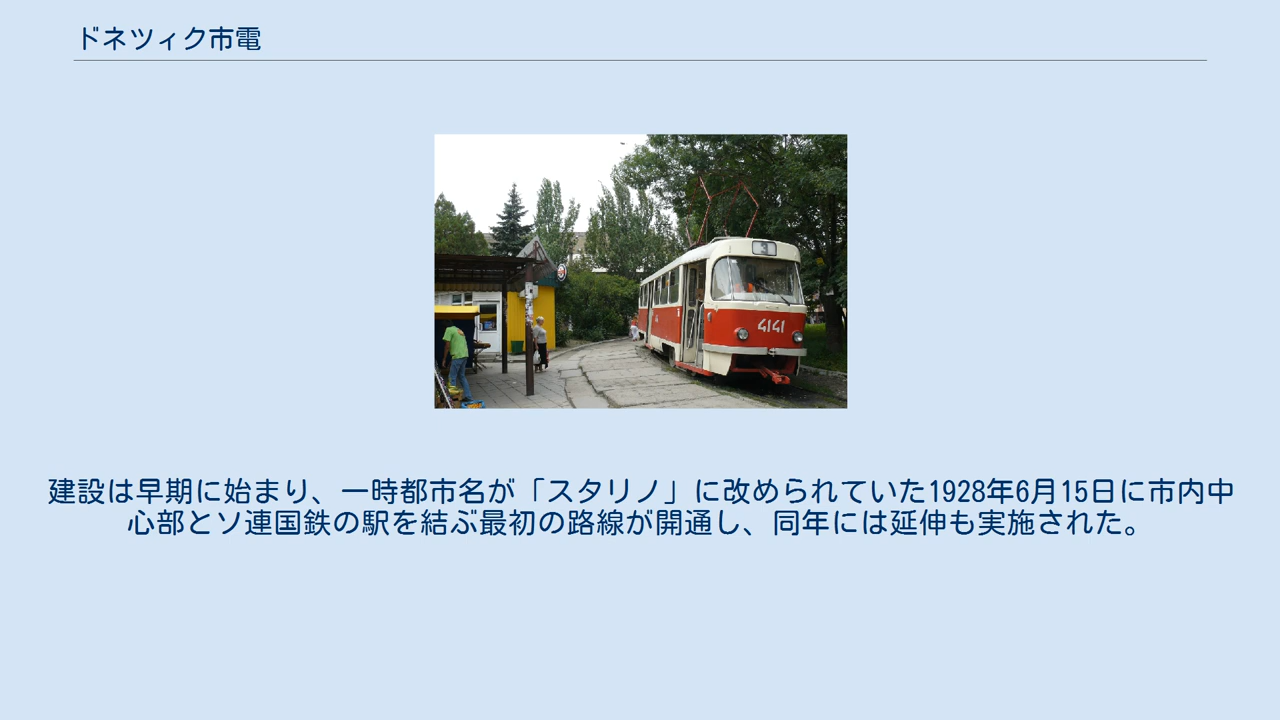 ドネツィク市電
3
4141
建設は早期に始まり、一時都市名が「スタリノ」に改められていた1928年6月15日に市内中
心部とソ連国鉄の駅を結ぶ最初の路線が開通し、同年には延伸も実施された。